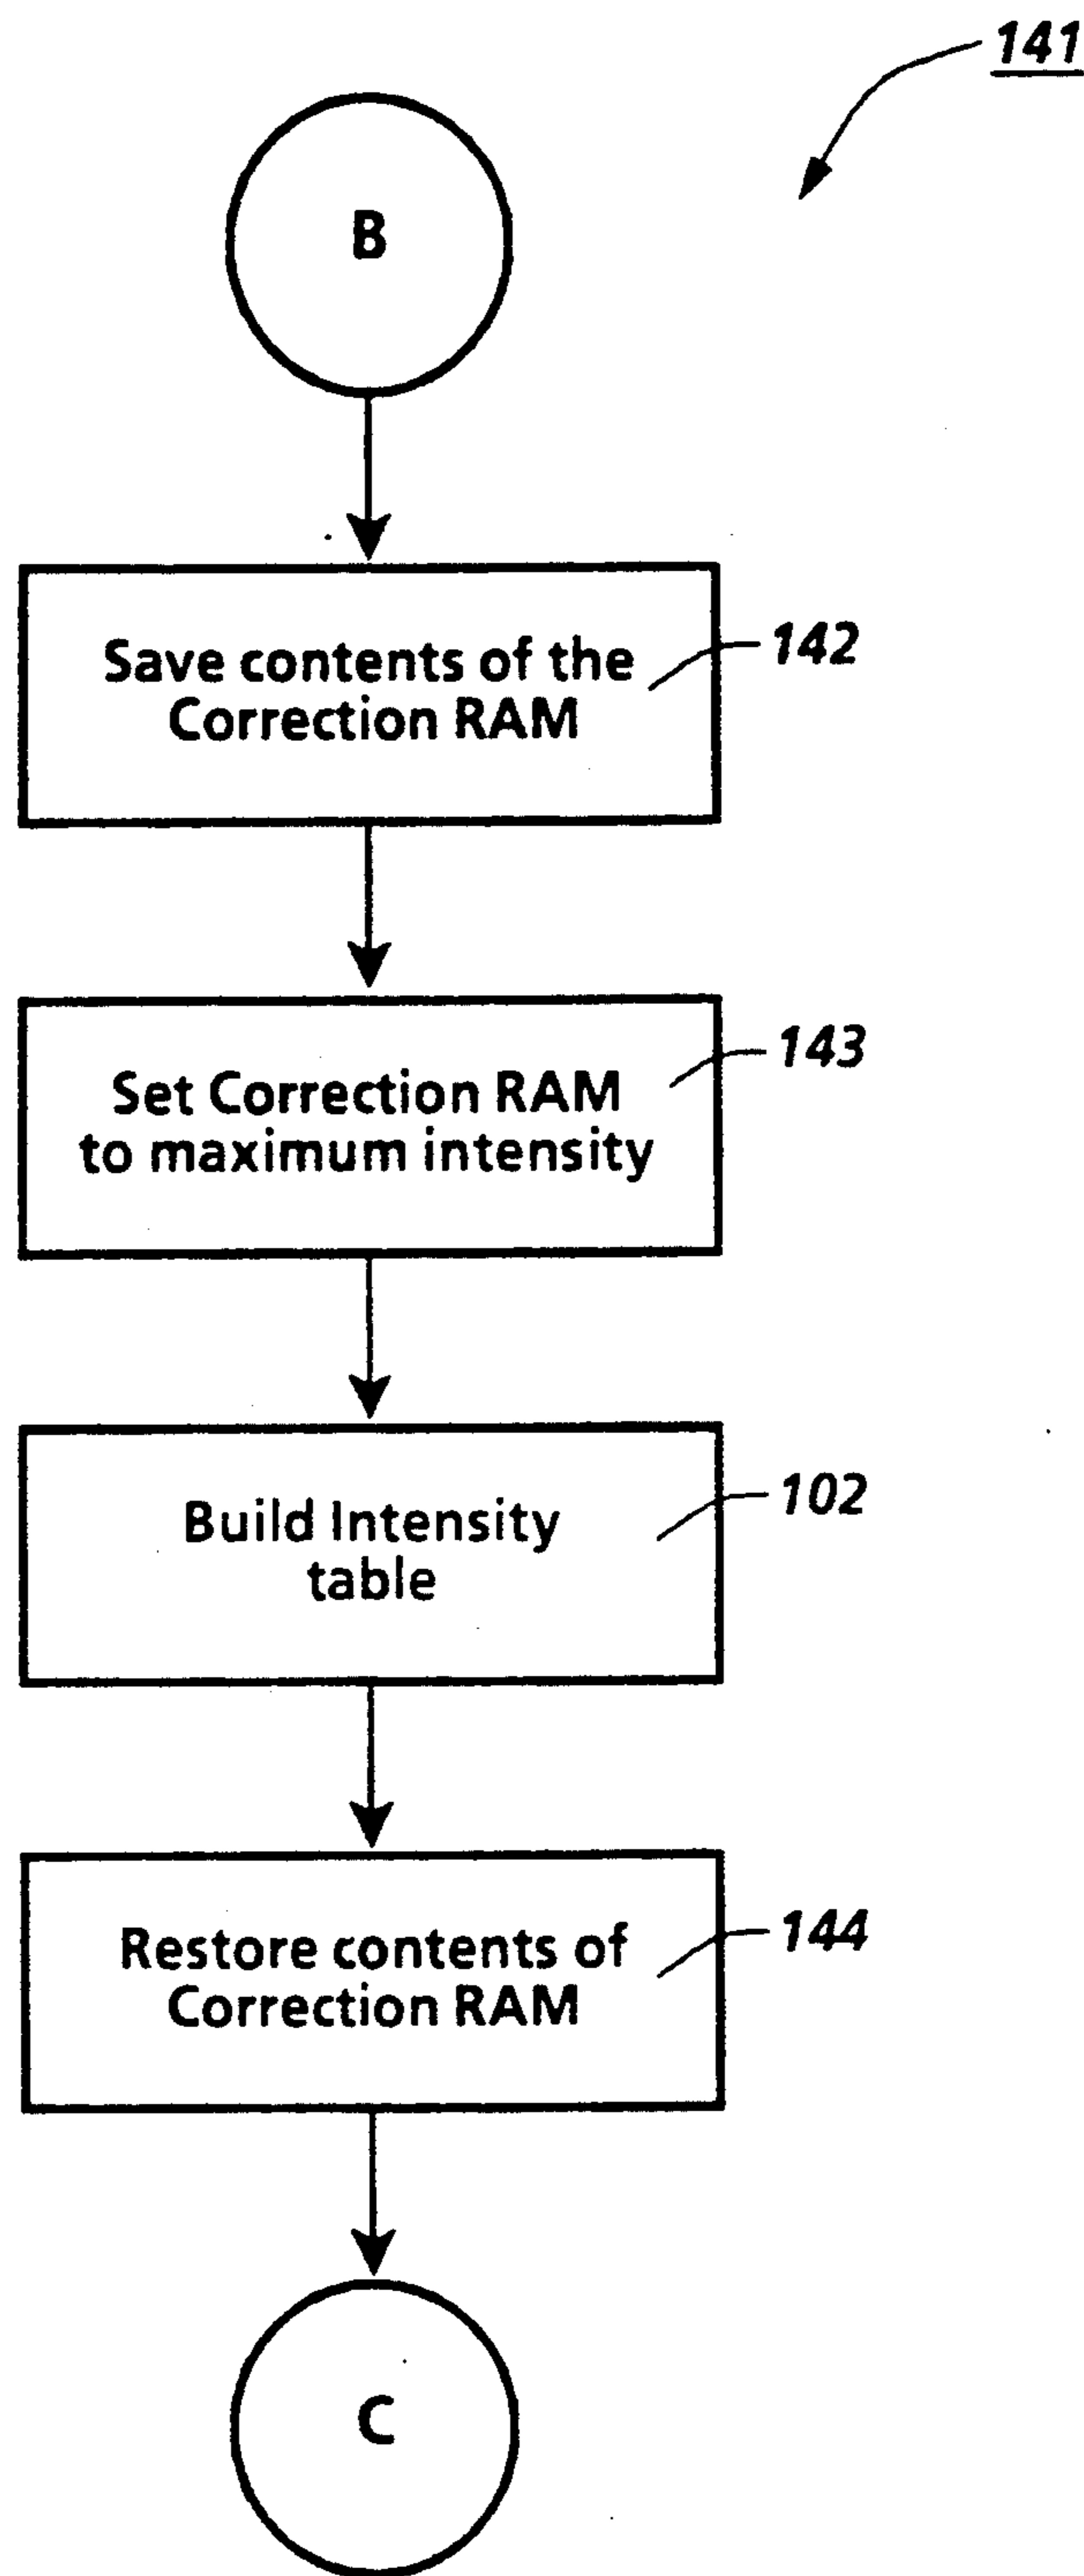 141
B
Save contents of the
Correction RAM
142
Set Correction RAM
to maximum intensity
143
Build Intensity
table
102
Restore contents of
Correction RAM
144
C